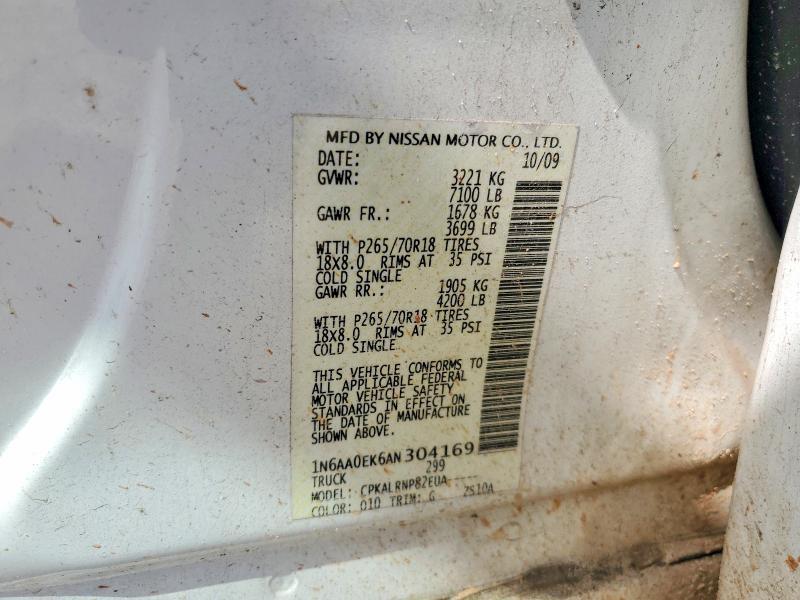 MFD BY NISSAN MOTOR CO., LTD.
DATE: 10/09
GVWR: 3221 KG
7100 LB
GAWR FR.: 1678 KG
3699 LB
WITH P265/70R18 TIRES
18X8.0 RIMS AT 35 PSI
COLD SINGLE
GAWR RR.: 1905 KG
4200 LB
WITH P265/70R18 TIRES
18X8.0 RIMS AT 35 PSI
COLD SINGLE
THIS VEHICLE CONFORMS TO
ALL APPLICABLE FEDERAL
MOTOR VEHICLE SAFETY
STANDARDS IN EFFECT ON
THE DATE OF MANUFACTURE
SHOWN ABOVE.
1N6AA0EK6AN304169
TRUCK 299
MODEL: CPKALRNP82EUA-----
COLOR: 010 TRIM: G 2S10A